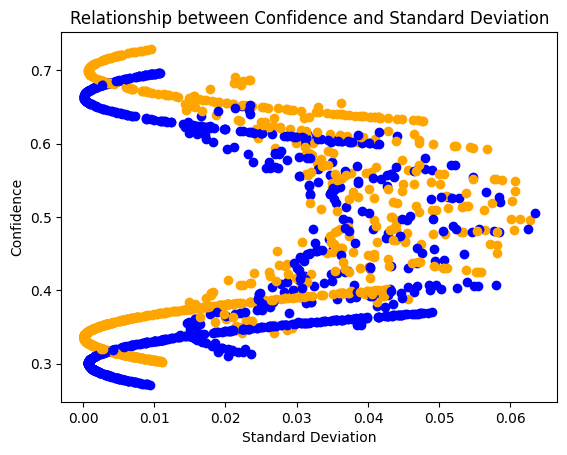 Relationship between Confidence and Standard Deviation
Confidence
0.7
0.6
0.5
0.4
0.3
0.00 0.01 0.02 0.03 0.04 0.05 0.06
Standard Deviation